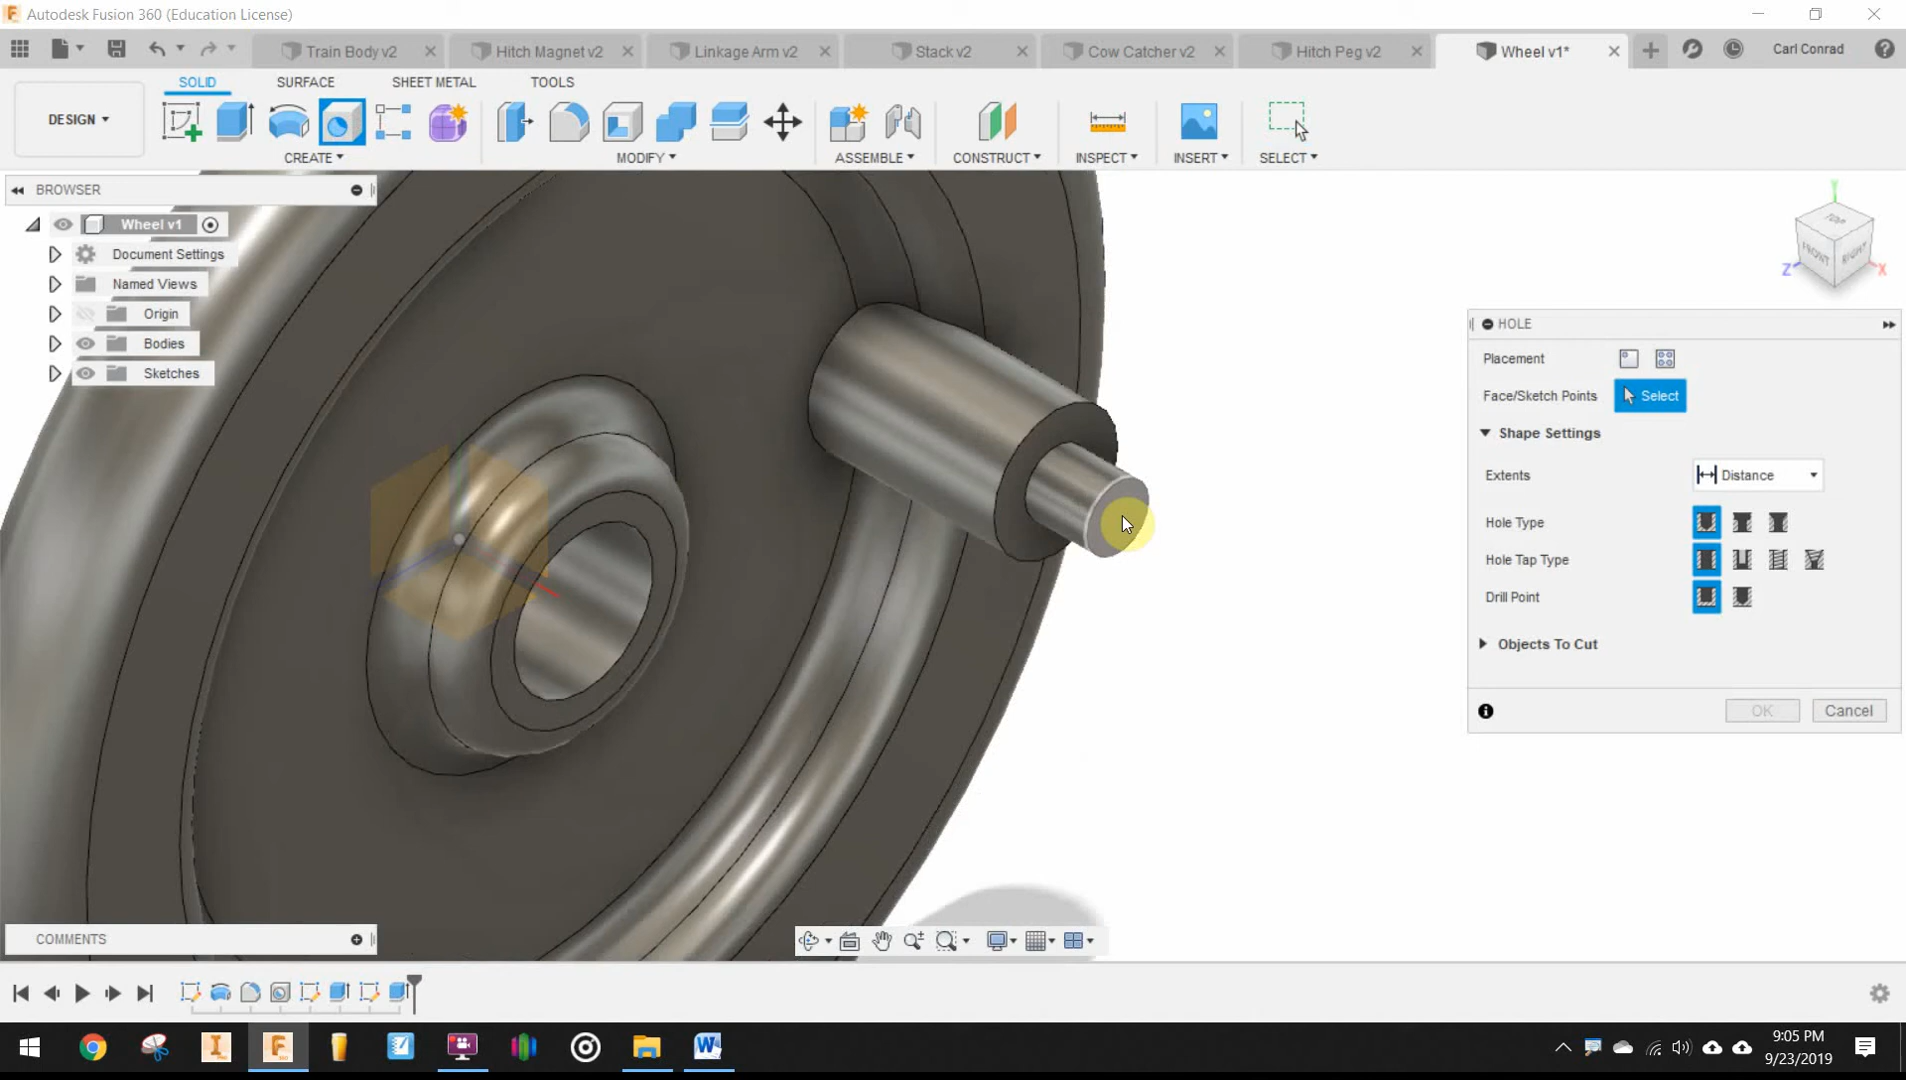 Autodesk Fusion 360 (Education License)
Train Body v2
Hitch Magnet v2
Linkage Arm v2
Stack v2
Cow Catcher v2
Hitch Peg v2
Wheel v1*
Carl Conrad
DESIGN
SOLID
SURFACE
SHEET METAL
TOOLS
CREATE
MODIFY
ASSEMBLE
CONSTRUCT
INSPECT
INSERT
SELECT
BROWSER
Wheel v1
Document Settings
Named Views
Origin
Bodies
Sketches
Y
TOP
FRONT
RIGHT
Z
X
HOLE
Placement
Face/Sketch Points
Select
Shape Settings
Extents
Distance
Hole Type
Hole Tap Type
Drill Point
Objects To Cut
OK
Cancel
COMMENTS
9:05 PM
9/23/2019